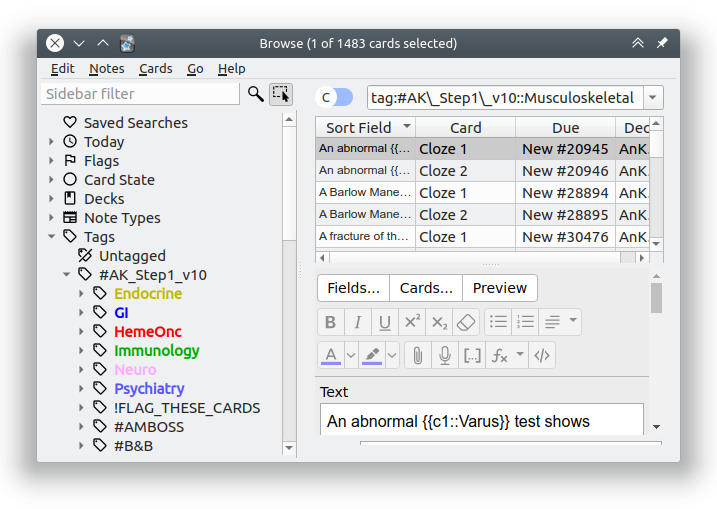 Browse (1 of 1483 cards selected)
Edit Notes Cards Go Help
Sidebar filter
Saved Searches
Today
Flags
Card State
Decks
Note Types
Tags
Untagged
#AK_Step1_v10
Endocrine
GI
HemeOnc
Immunology
Neuro
Psychiatry
!FLAG_THESE_CARDS
#AMBOSS
#B&B
C tag:#AK\_Step1\_v10::Musculoskeletal
Sort Field Card Due Dec
An abnormal {{... Cloze 1 New #20945 AnK.
An abnormal {{... Cloze 2 New #20946 AnK.
A Barlow Mane... Cloze 1 New #28894 AnK.
A Barlow Mane... Cloze 2 New #28895 AnK.
A fracture of th... Cloze 1 New #30476 AnK.
Fields... Cards... Preview
B I U x² x₂
A [...] fx </>
Text
An abnormal {{c1::Varus}} test shows